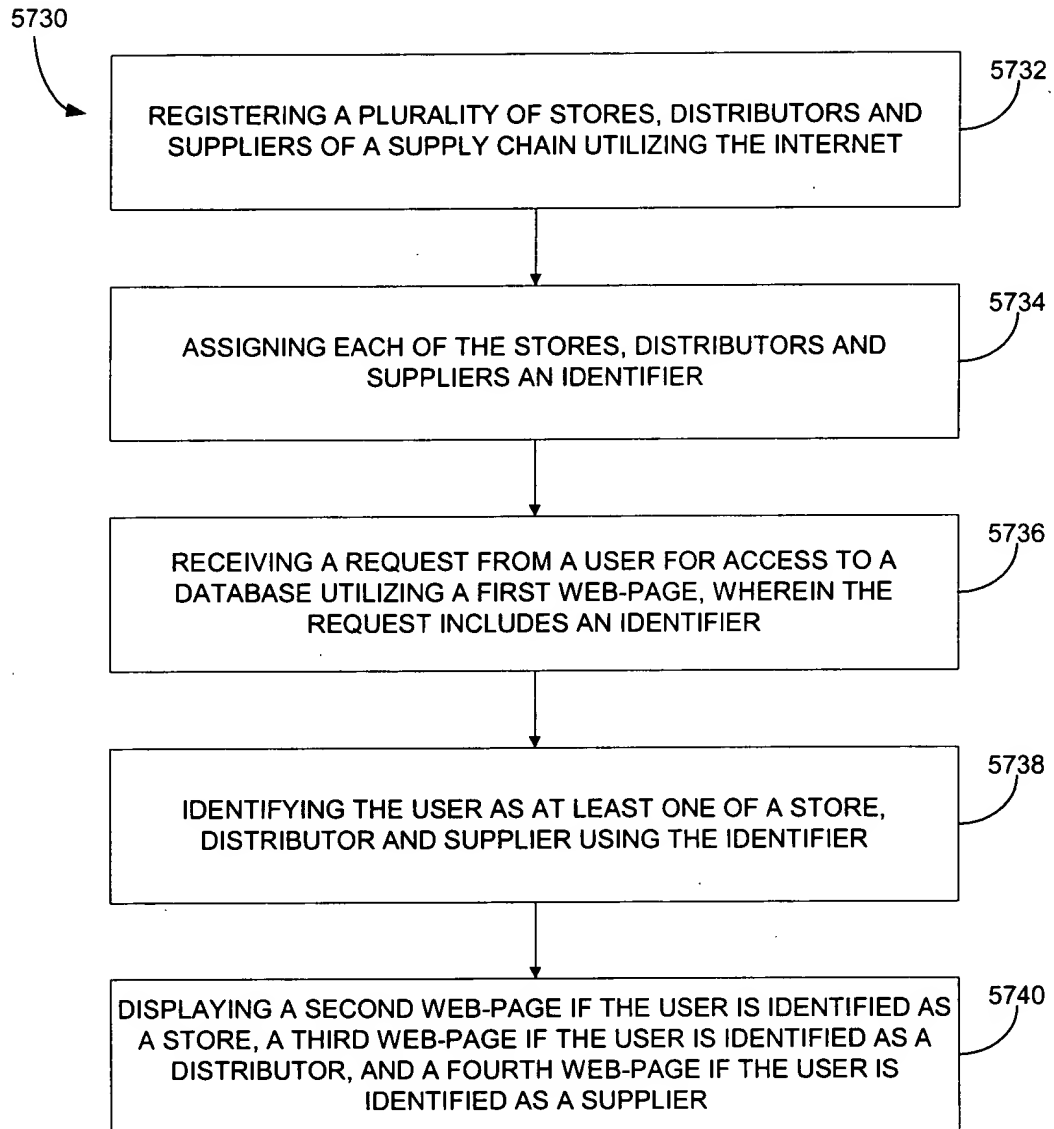 5730
5732
REGISTERING A PLURALITY OF STORES, DISTRIBUTORS AND
SUPPLIERS OF A SUPPLY CHAIN UTILIZING THE INTERNET
5734
ASSIGNING EACH OF THE STORES, DISTRIBUTORS AND
SUPPLIERS AN IDENTIFIER
5736
RECEIVING A REQUEST FROM A USER FOR ACCESS TO A
DATABASE UTILIZING A FIRST WEB-PAGE, WHEREIN THE
REQUEST INCLUDES AN IDENTIFIER
5738
IDENTIFYING THE USER AS AT LEAST ONE OF A STORE,
DISTRIBUTOR AND SUPPLIER USING THE IDENTIFIER
5740
DISPLAYING A SECOND WEB-PAGE IF THE USER IS IDENTIFIED AS
A STORE, A THIRD WEB-PAGE IF THE USER IS IDENTIFIED AS A
DISTRIBUTOR, AND A FOURTH WEB-PAGE IF THE USER IS
IDENTIFIED AS A SUPPLIER